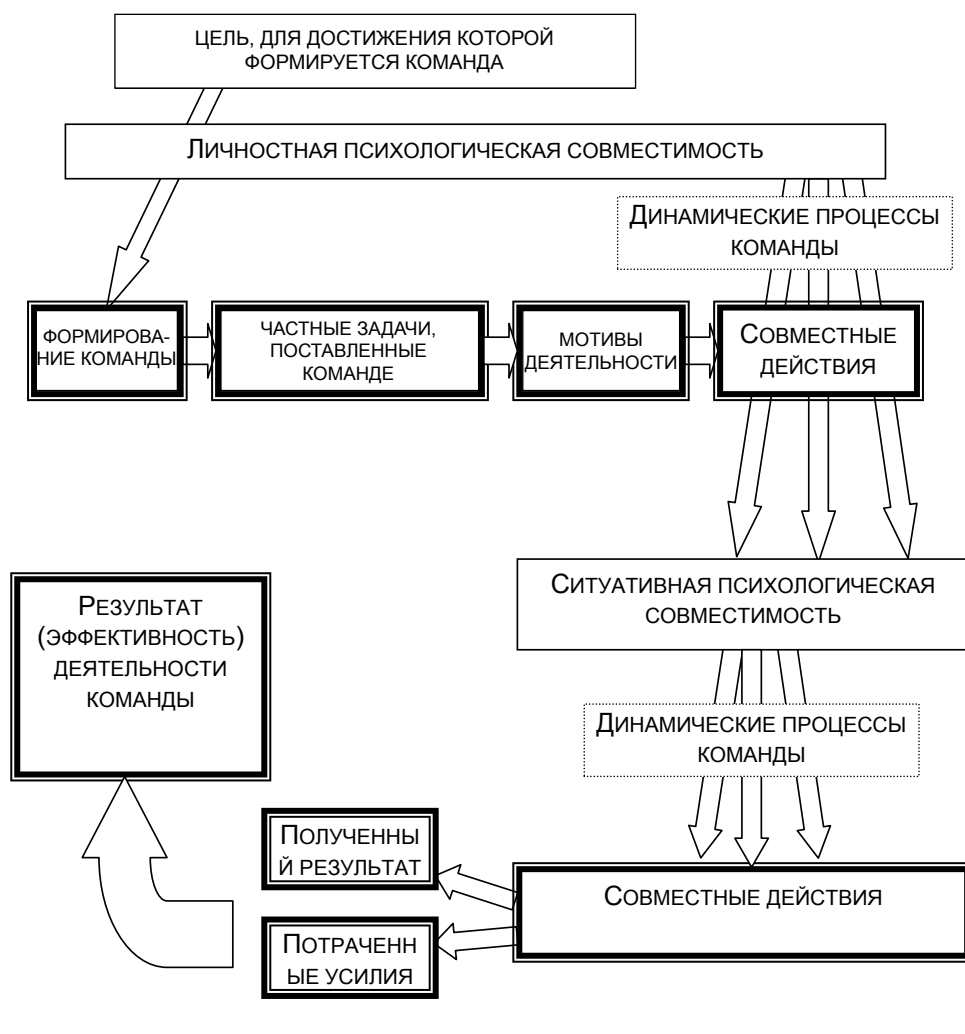 ЦЕЛЬ, ДЛЯ ДОСТИЖЕНИЯ КОТОРОЙ
ФОРМИРУЕТСЯ КОМАНДА
ЛИЧНОСТНАЯ ПСИХОЛОГИЧЕСКАЯ СОВМЕСТИМОСТЬ
ДИНАМИЧЕСКИЕ ПРОЦЕССЫ
КОМАНДЫ
ФОРМИРОВА-
НИЕ КОМАНДЫ
ЧАСТНЫЕ ЗАДАЧИ,
ПОСТАВЛЕННЫЕ
КОМАНДЕ
МОТИВЫ
ДЕЯТЕЛЬНОСТИ
СОВМЕСТНЫЕ
ДЕЙСТВИЯ
СИТУАТИВНАЯ ПСИХОЛОГИЧЕСКАЯ
СОВМЕСТИМОСТЬ
РЕЗУЛЬТАТ
(ЭФФЕКТИВНОСТЬ)
ДЕЯТЕЛЬНОСТИ
КОМАНДЫ
ДИНАМИЧЕСКИЕ ПРОЦЕССЫ
КОМАНДЫ
ПОЛУЧЕННЫ
Й РЕЗУЛЬТАТ
СОВМЕСТНЫЕ ДЕЙСТВИЯ
ПОТРАЧЕНН
ЫЕ УСИЛИЯ